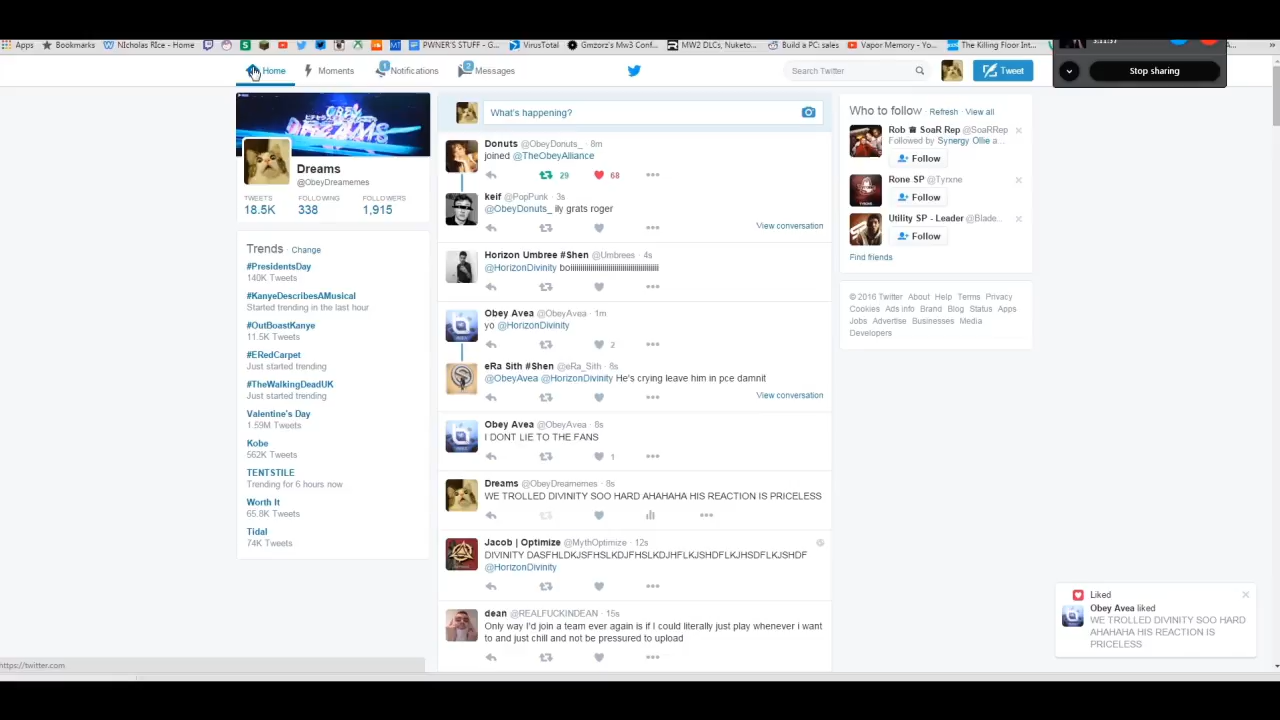 Apps Bookmarks NIcholas RIce - Home PWNER'S STUFF - G... VirusTotal Gmzorz's Mw3 Conf... MW2 DLCs, Nuketo... Build a PC: sales Vapor Memory - Yo... The Killing Floor Int... »
Home Moments 1 Notifications 2 Messages Search Twitter Tweet
Stop sharing
Dreams
@ObeyDreamemes
TWEETS FOLLOWING FOLLOWERS
18.5K 338 1,915
Trends · Change
#PresidentsDay
140K Tweets
#KanyeDescribesAMusical
Started trending in the last hour
#OutBoastKanye
11.5K Tweets
#ERedCarpet
Just started trending
#TheWalkingDeadUK
Just started trending
Valentine's Day
1.59M Tweets
Kobe
562K Tweets
TENTSTILE
Trending for 6 hours now
Worth It
65.8K Tweets
Tidal
74K Tweets
What's happening?
Donuts @ObeyDonuts_ · 8m
joined @TheObeyAlliance
29 68
keif @PopPunk · 3s
@ObeyDonuts_ ily grats roger
View conversation
Horizon Umbree #Shen @Umbrees · 4s
@HorizonDivinity boiiiiiiiiiiiiiiiiiiiiiiiiiiiiiiiiiiiiii
Obey Avea @ObeyAvea · 1m
yo @HorizonDivinity
2
eRa Sith #Shen @eRa_Sith · 8s
@ObeyAvea @HorizonDivinity He's crying leave him in pce damnit
View conversation
Obey Avea @ObeyAvea · 8s
I DONT LIE TO THE FANS
1
Dreams @ObeyDreamemes · 8s
WE TROLLED DIVINITY SOO HARD AHAHAHA HIS REACTION IS PRICELESS
Jacob | Optimize @MythOptimize · 12s
DIVINITY DASFHLDKJSFHSLKDJFHSLKDJHFLKJSHDFLKJHSDFLKJSHDF
@HorizonDivinity
dean @REALFUCKINDEAN · 15s
Only way I'd join a team ever again is if I could literally just play whenever i want
to and just chill and not be pressured to upload
Who to follow · Refresh · View all
Rob SoaR Rep @SoaRRep
Followed by Synergy Ollie a...
Follow
Rone SP @Tyrxne
Follow
Utility SP - Leader @Blade...
Follow
Find friends
© 2016 Twitter About Help Terms Privacy
Cookies Ads info Brand Blog Status Apps
Jobs Advertise Businesses Media
Developers
Liked
Obey Avea liked
WE TROLLED DIVINITY SOO HARD
AHAHAHA HIS REACTION IS
PRICELESS
https://twitter.com